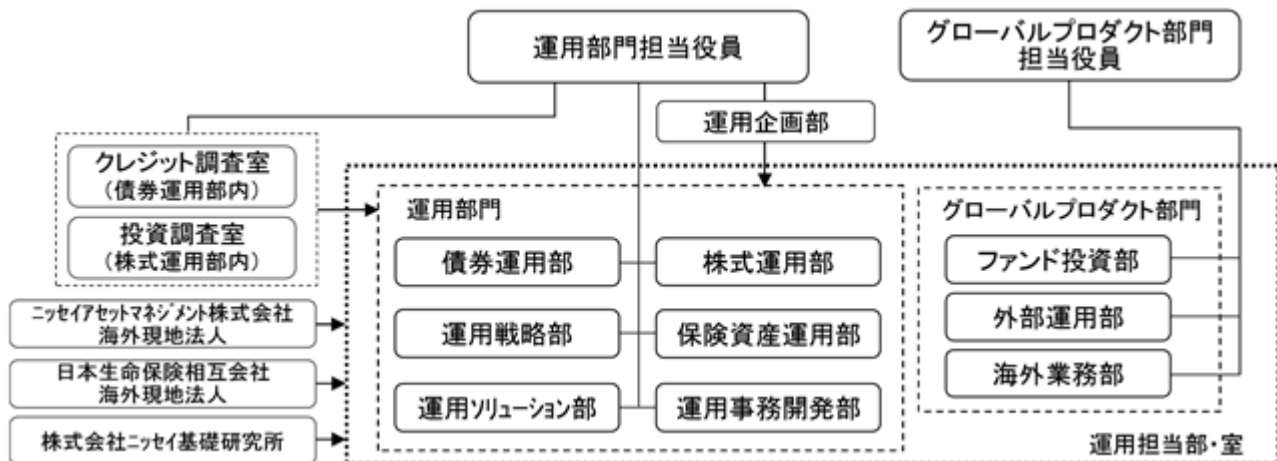 運用部門担当役員
グローバルプロダクト部門
担当役員
運用企画部
クレジット調査室
（債券運用部内）
投資調査室
（株式運用部内）
運用部門
債券運用部
株式運用部
運用戦略部
保険資産運用部
運用ソリューション部
運用事務開発部
グローバルプロダクト部門
ファンド投資部
外部運用部
海外業務部
ニッセイアセットマネジメント株式会社
海外現地法人
日本生命保険相互会社
海外現地法人
株式会社ニッセイ基礎研究所
運用担当部・室